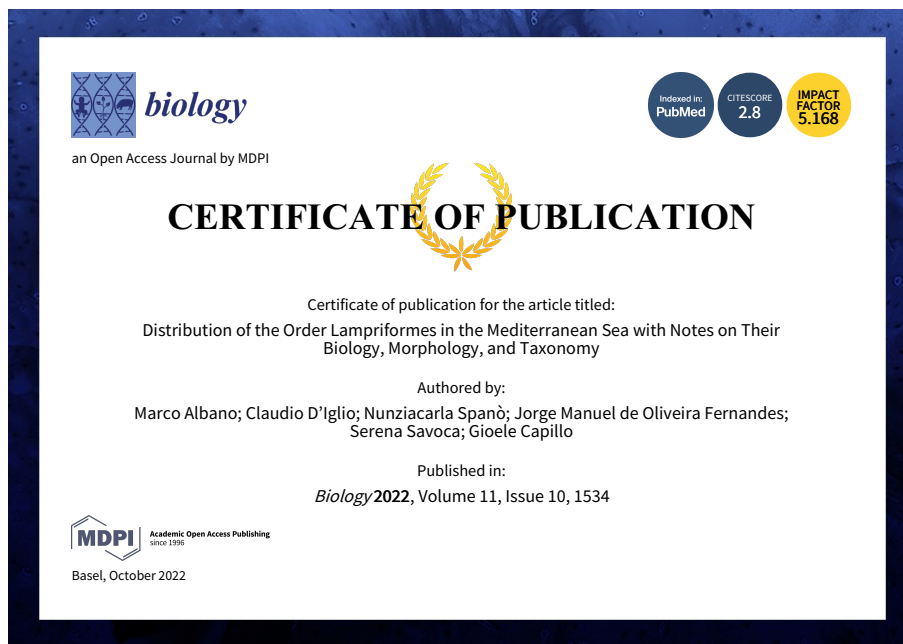 biology
Indexed in:
PubMed
CITESCORE
2.8
IMPACT
FACTOR
5.168
an Open Access Journal by MDPI
CERTIFICATE OF PUBLICATION
Certificate of publication for the article titled:
Distribution of the Order Lampriformes in the Mediterranean Sea with Notes on Their
Biology, Morphology, and Taxonomy
Authored by:
Marco Albano; Claudio D'Iglio; Nunziacarla Spanò; Jorge Manuel de Oliveira Fernandes;
Serena Savoca; Gioele Capillo
Published in:
Biology 2022, Volume 11, Issue 10, 1534
MDPI
Academic Open Access Publishing
since 1996
Basel, October 2022